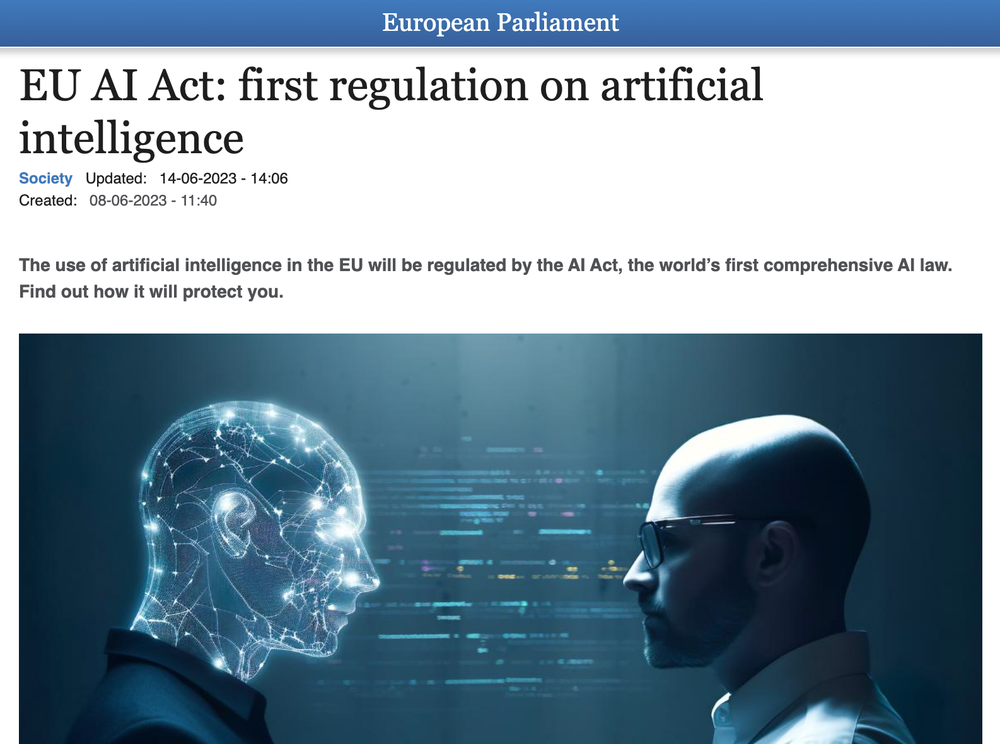 European Parliament
EU AI Act: first regulation on artificial
intelligence
Society Updated: 14-06-2023 - 14:06
Created: 08-06-2023 - 11:40
The use of artificial intelligence in the EU will be regulated by the AI Act, the world’s first comprehensive AI law.
Find out how it will protect you.